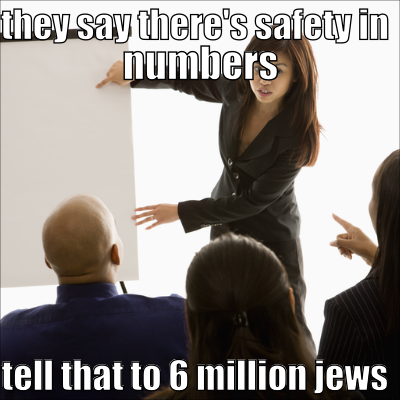 they say there's safety in
numbers
tell that to 6 million jews